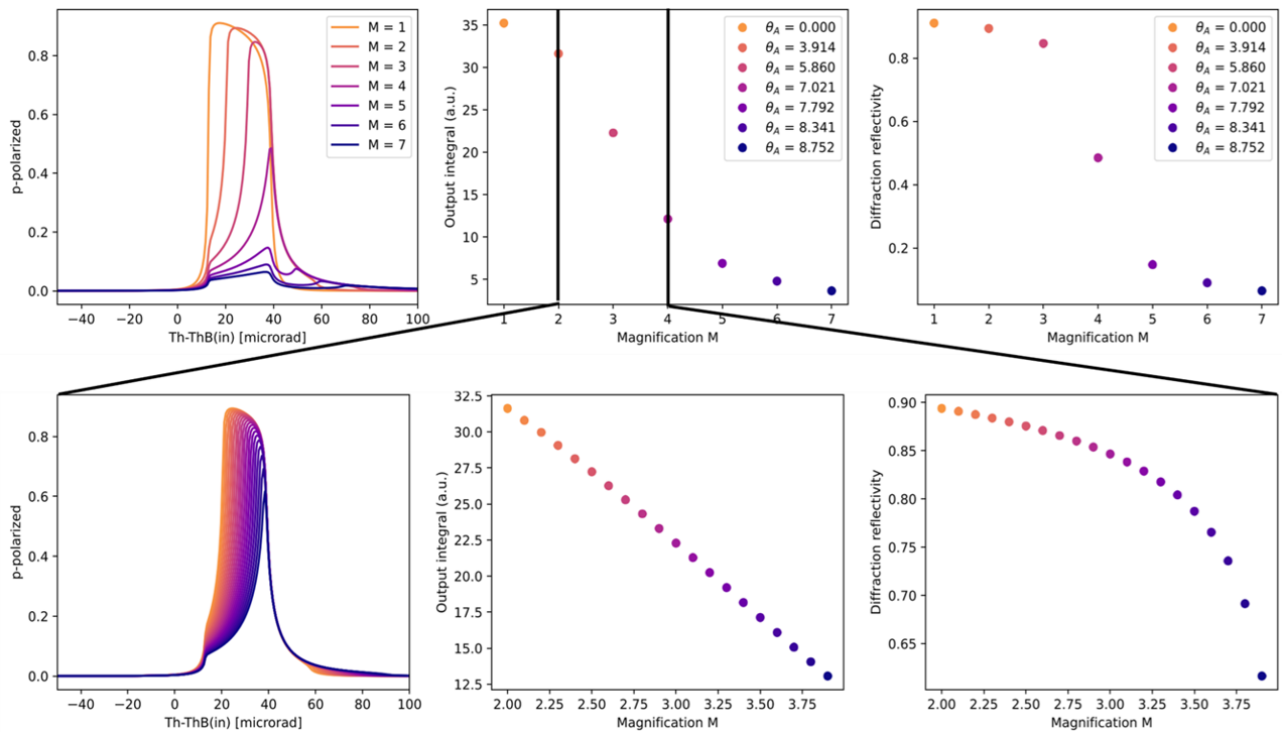 p-polarized
0.8
0.6
0.4
0.2
0.0
−40 −20 0 20 40 60 80 100
Th-ThB(in) [microrad]
M = 1
M = 2
M = 3
M = 4
M = 5
M = 6
M = 7
Output integral (a.u.)
35
30
25
20
15
10
5
1 2 3 4 5 6 7
Magnification M
θA = 0.000
θA = 3.914
θA = 5.860
θA = 7.021
θA = 7.792
θA = 8.341
θA = 8.752
Diffraction reflectivity
0.8
0.6
0.4
0.2
1 2 3 4 5 6 7
Magnification M
θA = 0.000
θA = 3.914
θA = 5.860
θA = 7.021
θA = 7.792
θA = 8.341
θA = 8.752
p-polarized
0.8
0.6
0.4
0.2
0.0
−40 −20 0 20 40 60 80 100
Th-ThB(in) [microrad]
Output integral (a.u.)
32.5
30.0
27.5
25.0
22.5
20.0
17.5
15.0
12.5
2.00 2.25 2.50 2.75 3.00 3.25 3.50 3.75
Magnification M
Diffraction reflectivity
0.90
0.85
0.80
0.75
0.70
0.65
2.00 2.25 2.50 2.75 3.00 3.25 3.50 3.75
Magnification M